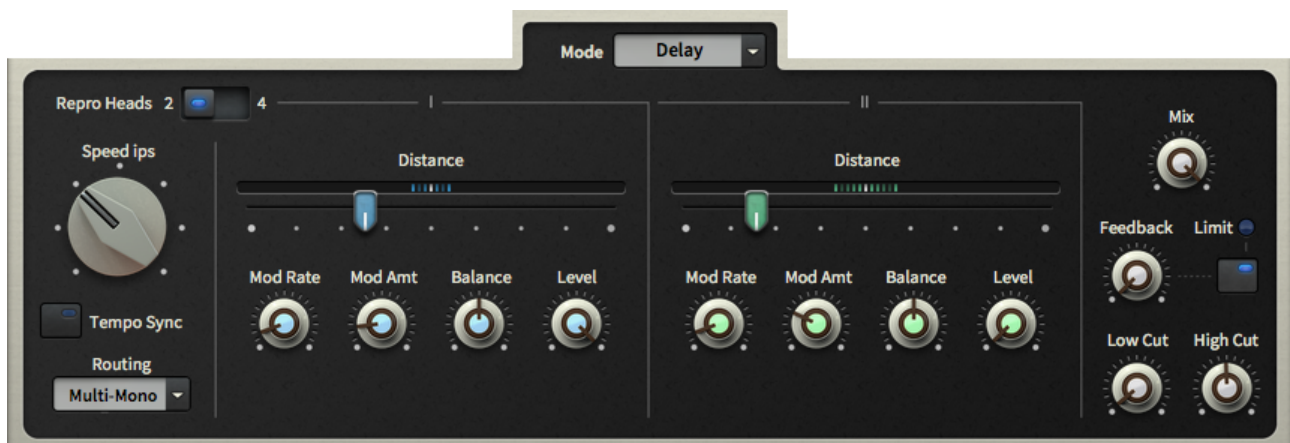 Mode Delay
Repro Heads 2 4 I II
Speed ips
Distance
Distance
Mix
Feedback Limit
Mod Rate Mod Amt Balance Level
Mod Rate Mod Amt Balance Level
Tempo Sync
Low Cut High Cut
Routing
Multi-Mono